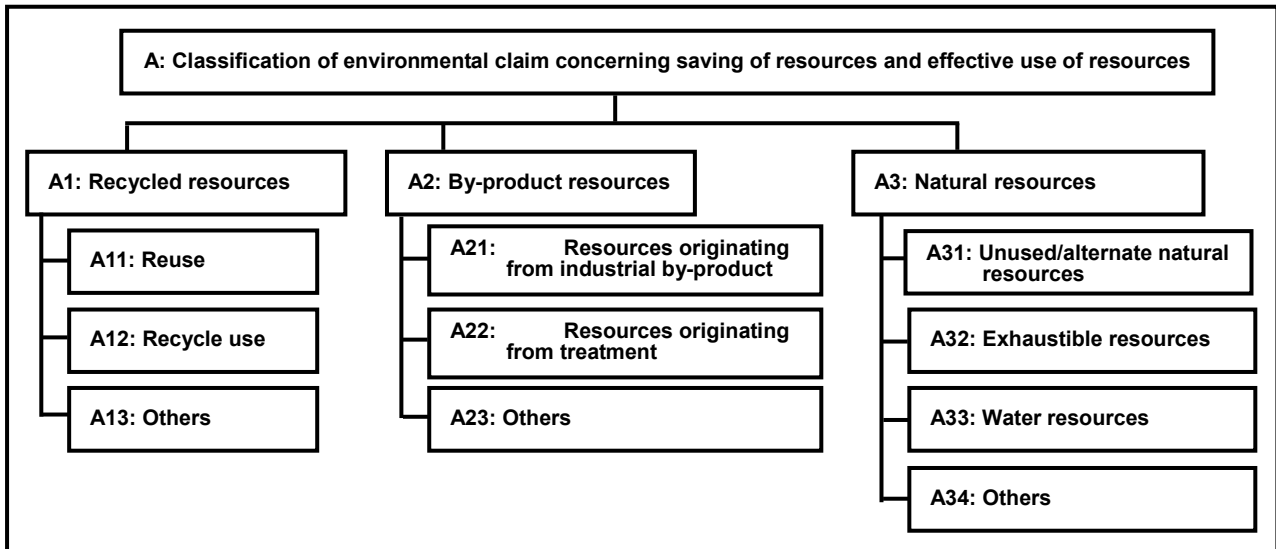 A: Classification of environmental claim concerning saving of resources and effective use of resources
A1: Recycled resources
A11: Reuse
A12: Recycle use
A13: Others
A2: By-product resources
A21: Resources originating
from industrial by-product
A22: Resources originating
from treatment
A23: Others
A3: Natural resources
A31: Unused/alternate natural
resources
A32: Exhaustible resources
A33: Water resources
A34: Others